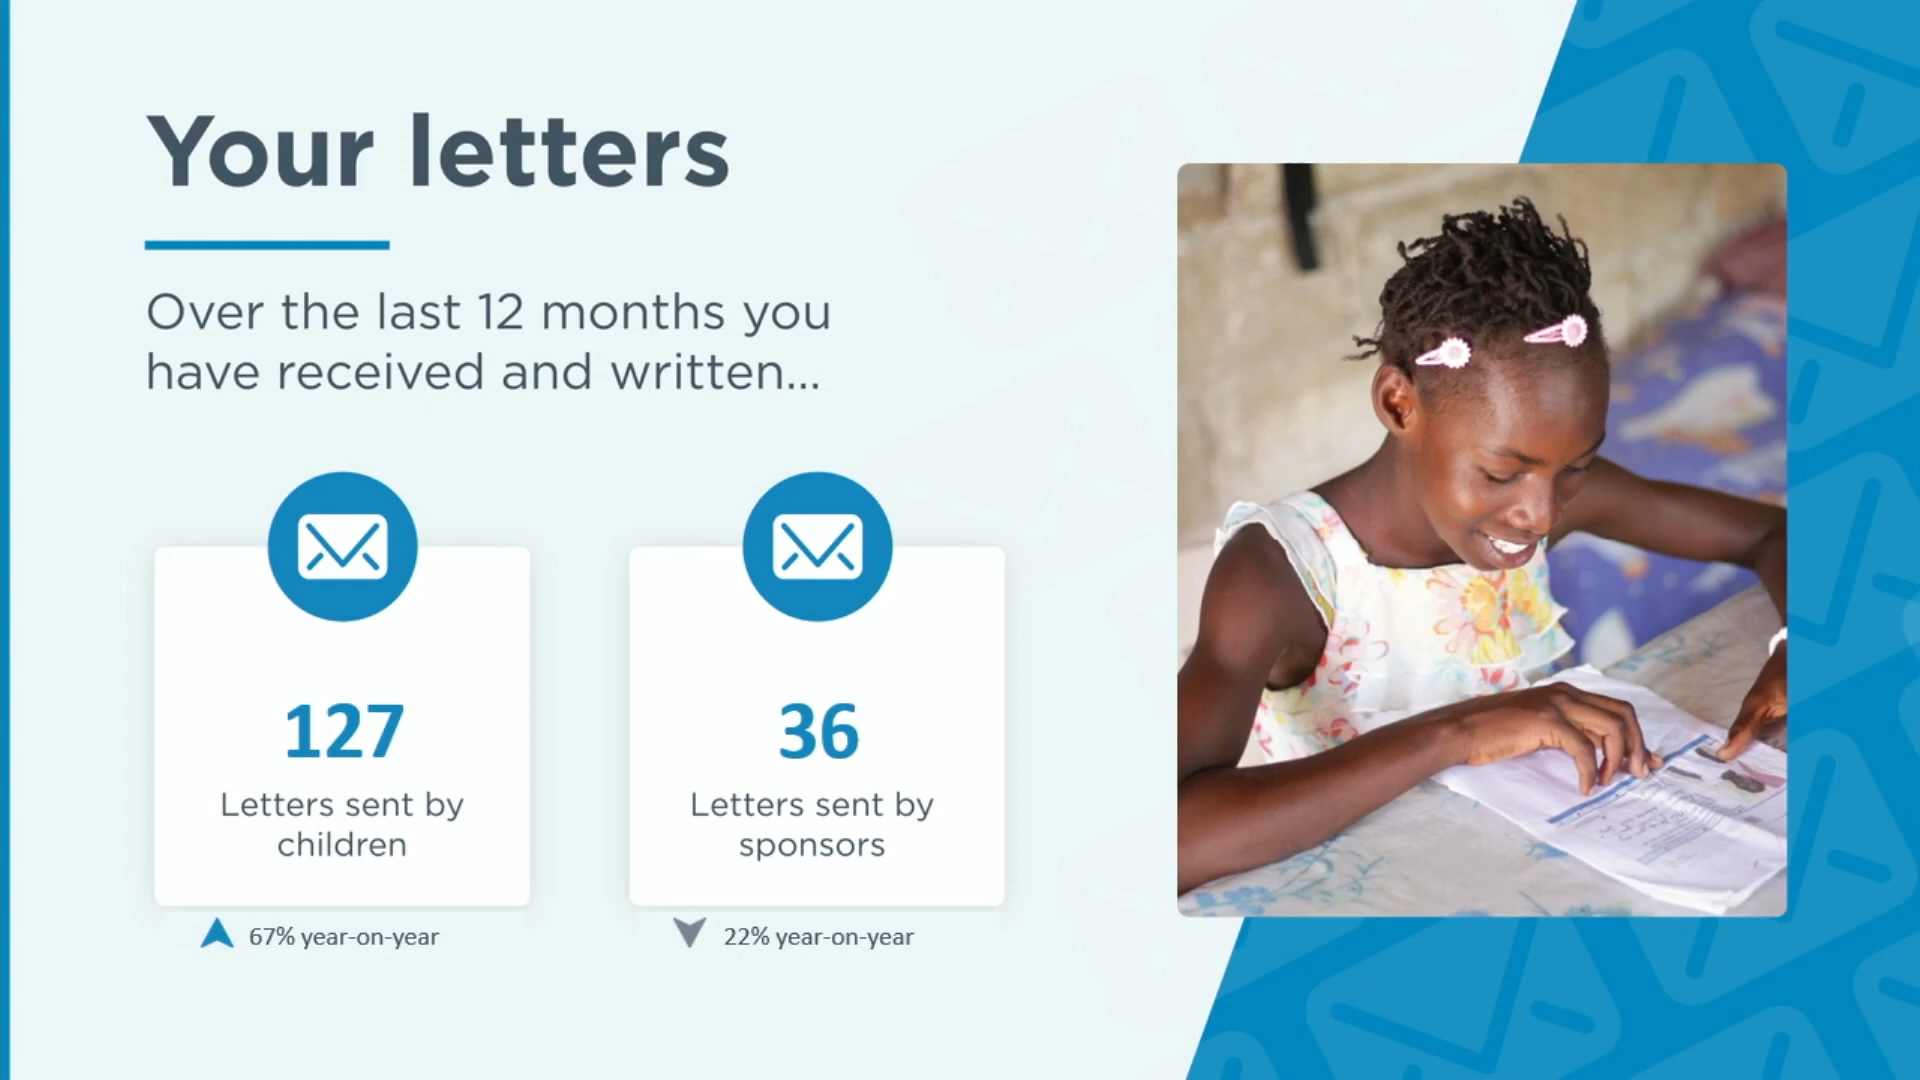 Your letters
Over the last 12 months you
have received and written...
127
Letters sent by
children
67% year-on-year
36
Letters sent by
sponsors
22% year-on-year